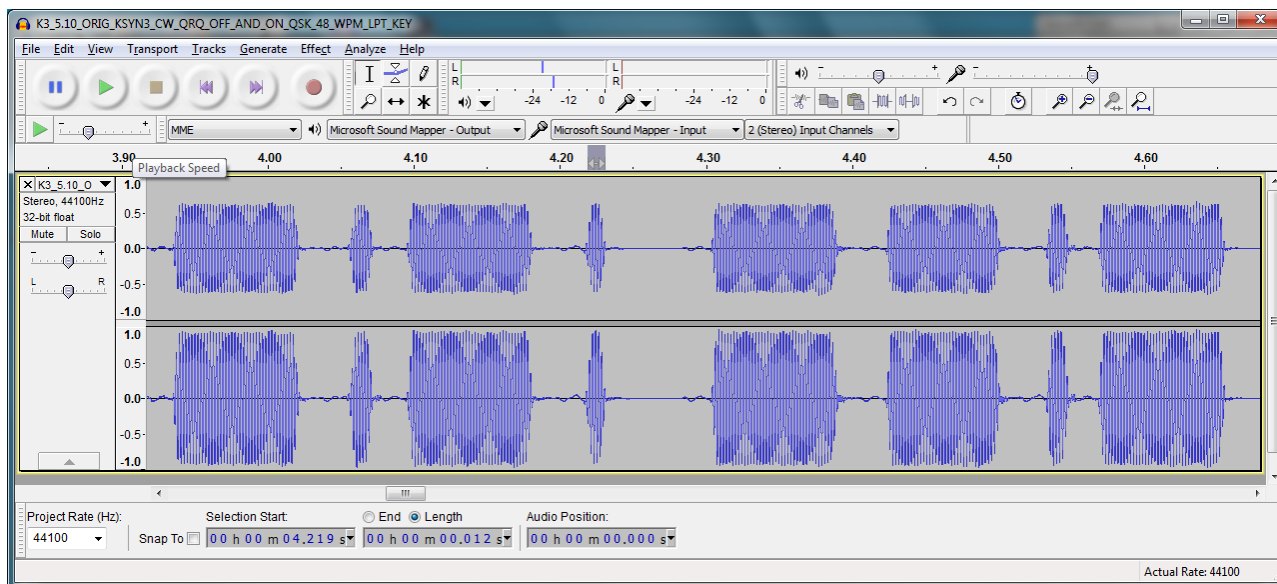 K3_5.10_ORIG_KSYN3_CW_QRQ_OFF_AND_ON_QSK_48_WPM_LPT_KEY
File Edit View Transport Tracks Generate Effect Analyze Help
L
R
-24 -12 0
L
R
-24 -12 0
- +
- +
- +
MME
Microsoft Sound Mapper - Output
Microsoft Sound Mapper - Input
2 (Stereo) Input Channels
3.90 4.00 4.10 4.20 4.30 4.40 4.50 4.60
Playback Speed
K3_5.10_O
Stereo, 44100Hz
32-bit float
Mute Solo
- +
L R
1.0
0.5-
0.0-
-0.5-
-1.0
1.0
0.5-
0.0-
-0.5-
-1.0
Project Rate (Hz): Selection Start: End Length Audio Position:
44100 Snap To 00 h 00 m 04.219 s 00 h 00 m 00.012 s 00 h 00 m 00.000 s
Actual Rate: 44100